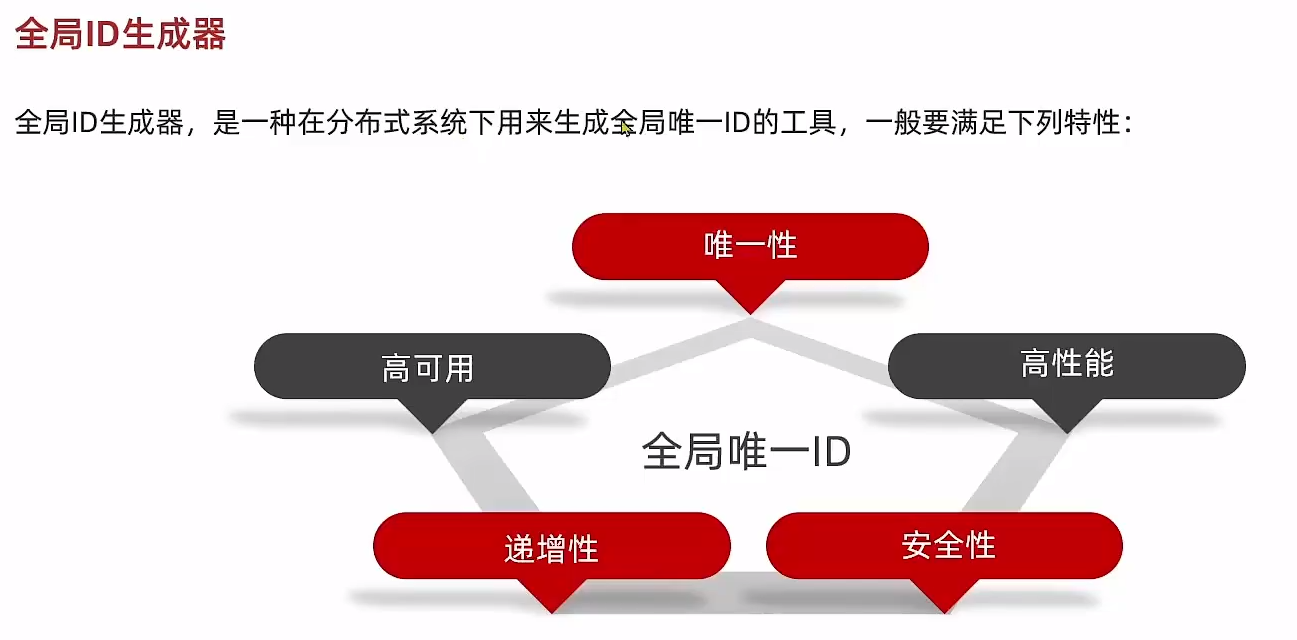 全局ID生成器
全局ID生成器，是一种在分布式系统下用来生成全局唯一ID的工具，一般要满足下列特性：
唯一性
高可用
高性能
全局唯一ID
递增性
安全性